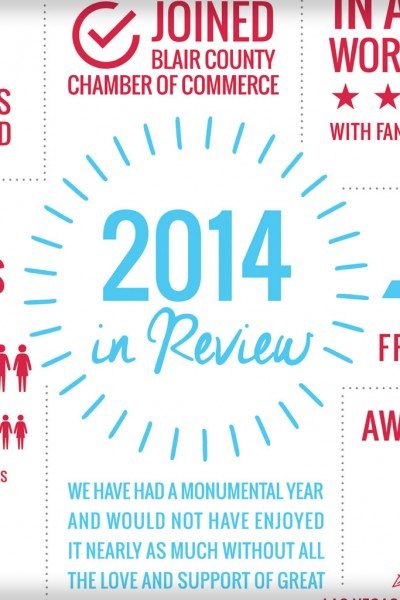 JOINED
BLAIR COUNTY
CHAMBER OF COMMERCE
IN A
WOR
WITH FAN
S
D
2014
in Review
S
FR
AW
S
WE HAVE HAD A MONUMENTAL YEAR
AND WOULD NOT HAVE ENJOYED
IT NEARLY AS MUCH WITHOUT ALL
THE LOVE AND SUPPORT OF GREAT